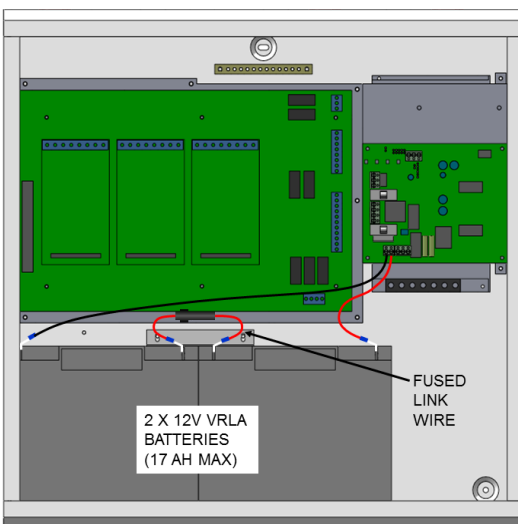 FUSED
LINK
WIRE
2 X 12V VRLA
BATTERIES
(17 AH MAX)